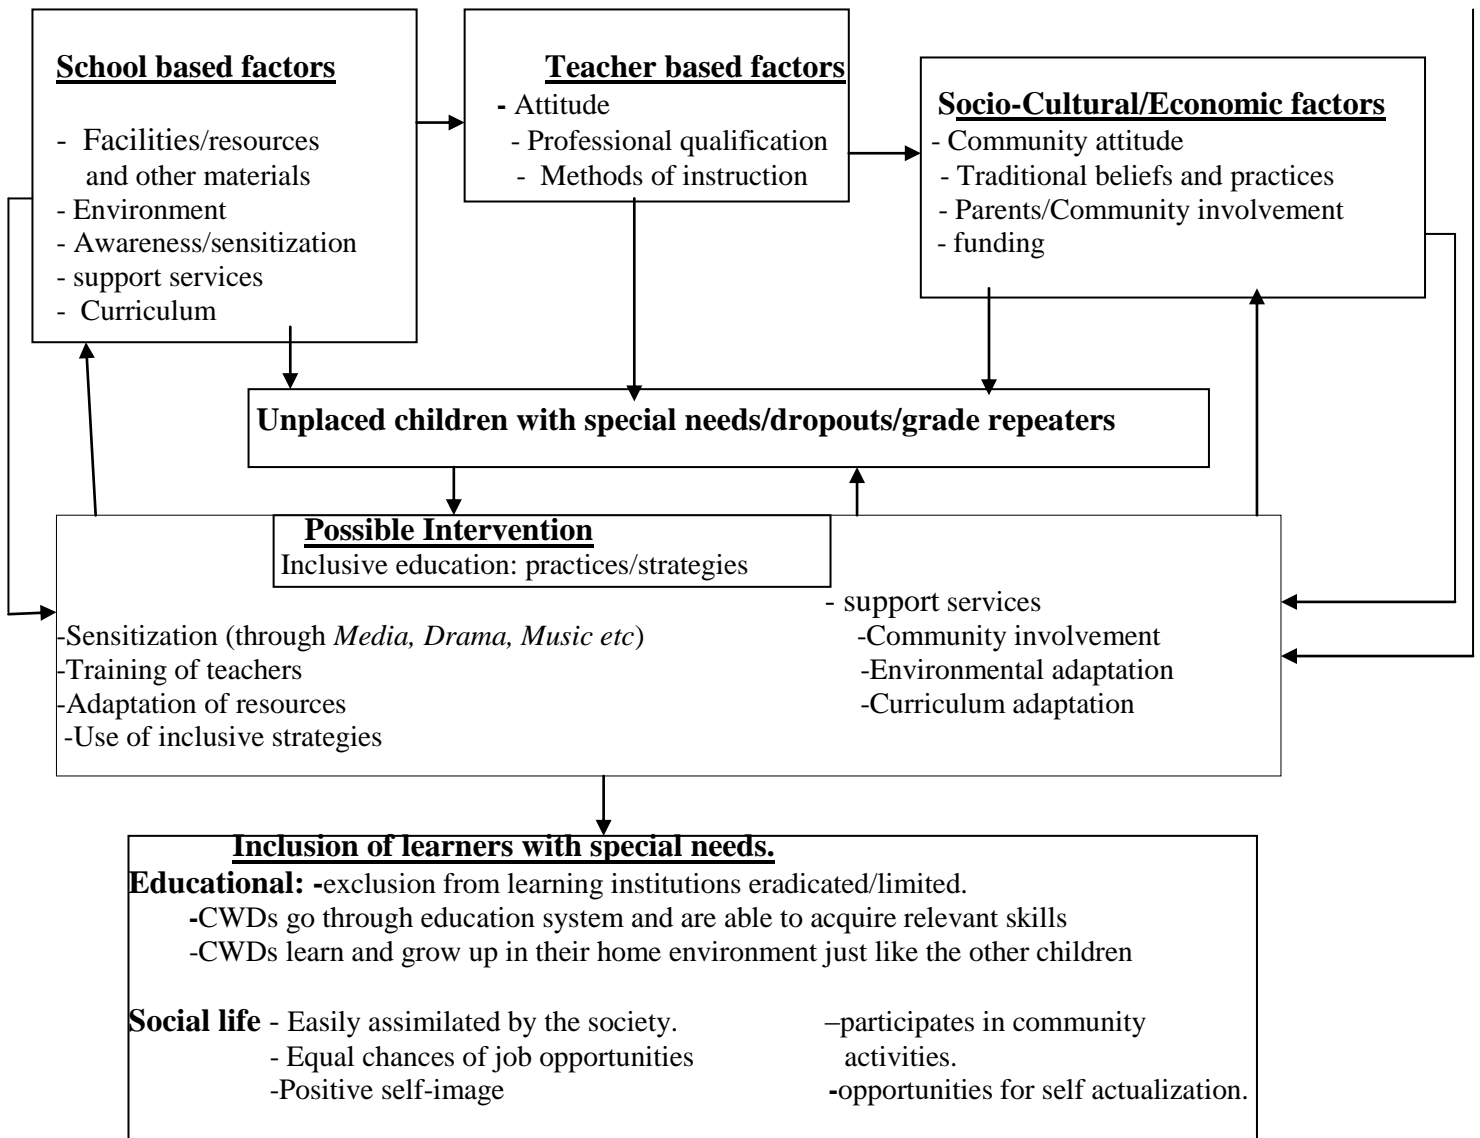 School based factors
- Facilities/resources
and other materials
- Environment
- Awareness/sensitization
- support services
- Curriculum
Teacher based factors
- Attitude
- Professional qualification
- Methods of instruction
Socio-Cultural/Economic factors
- Community attitude
- Traditional beliefs and practices
- Parents/Community involvement
- funding
Unplaced children with special needs/dropouts/grade repeaters
Possible Intervention
Inclusive education: practices/strategies
-Sensitization (through Media, Drama, Music etc)
-Training of teachers
-Adaptation of resources
-Use of inclusive strategies
- support services
-Community involvement
-Environmental adaptation
-Curriculum adaptation
Inclusion of learners with special needs.
Educational: -exclusion from learning institutions eradicated/limited.
-CWDs go through education system and are able to acquire relevant skills
-CWDs learn and grow up in their home environment just like the other children
Social life - Easily assimilated by the society.
- Equal chances of job opportunities
-Positive self-image
–participates in community
activities.
-opportunities for self actualization.